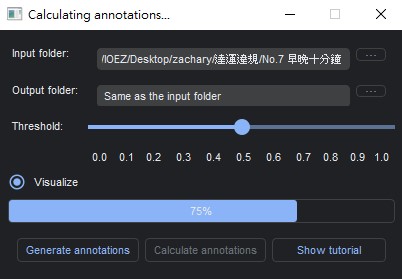 Calculating annotations...
Input folder:
/IOEZ/Desktop/zachary/違運違規/No.7 早晚十分鐘
...
Output folder:
Same as the input folder
...
Threshold:
0.0 0.1 0.2 0.3 0.4 0.5 0.6 0.7 0.8 0.9 1.0
Visualize
75%
Generate annotations
Calculate annotations
Show tutorial